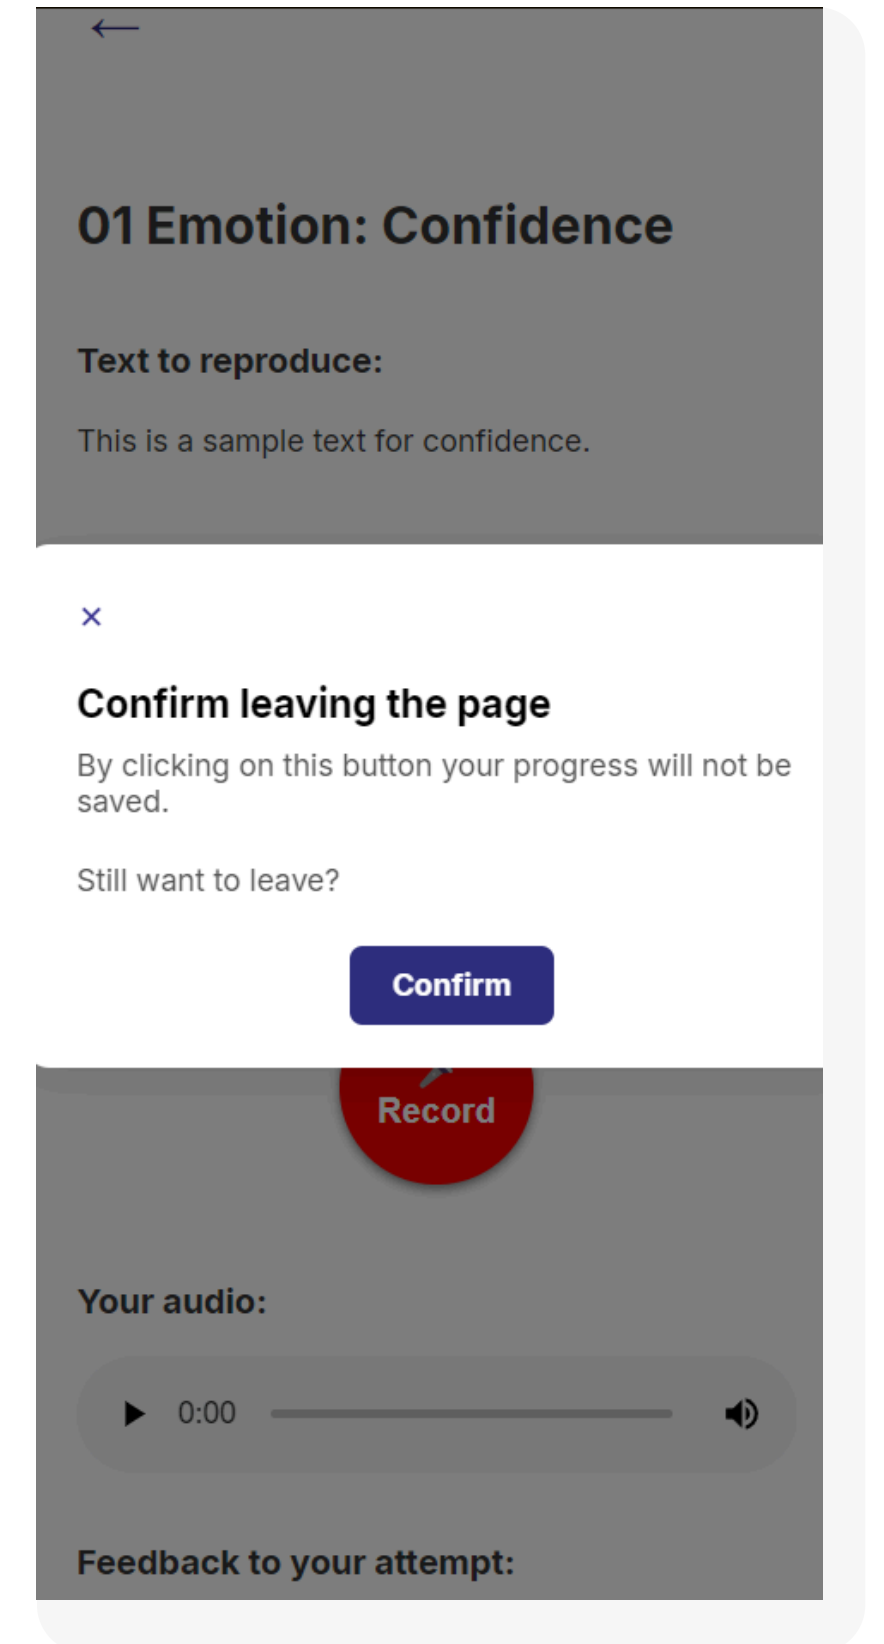 01 Emotion: Confidence
Text to reproduce:
This is a sample text for confidence.
Confirm leaving the page
By clicking on this button your progress will not be
saved.
Still want to leave?
Confirm
Record
Your audio:
0:00
Feedback to your attempt: